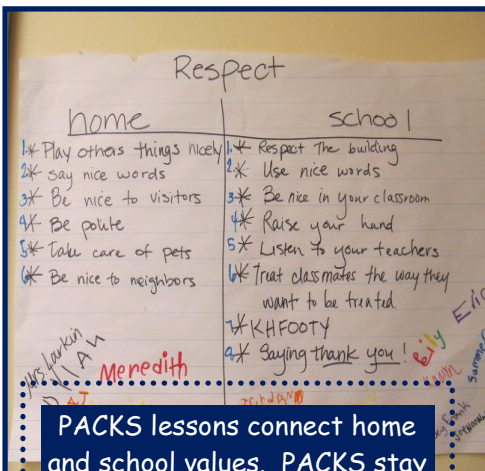 Respect
home
1.* Play others things nicely
2.* say nice words
3* Be nice to visitors
4* Be polite
5* Take care of pets
6* Be nice to neighbors
school
1.* Respect The building
2.* Use nice words
3* Be nice in your classroom
4* Raise your hand
5* Listen to your teachers
6* Treat classmates the way they
want to be treated
7* KHFOOTY
8* Saying thank you!
Mrs. Larkin
Meredith
PACKS lessons connect home
and school values. PACKS stay